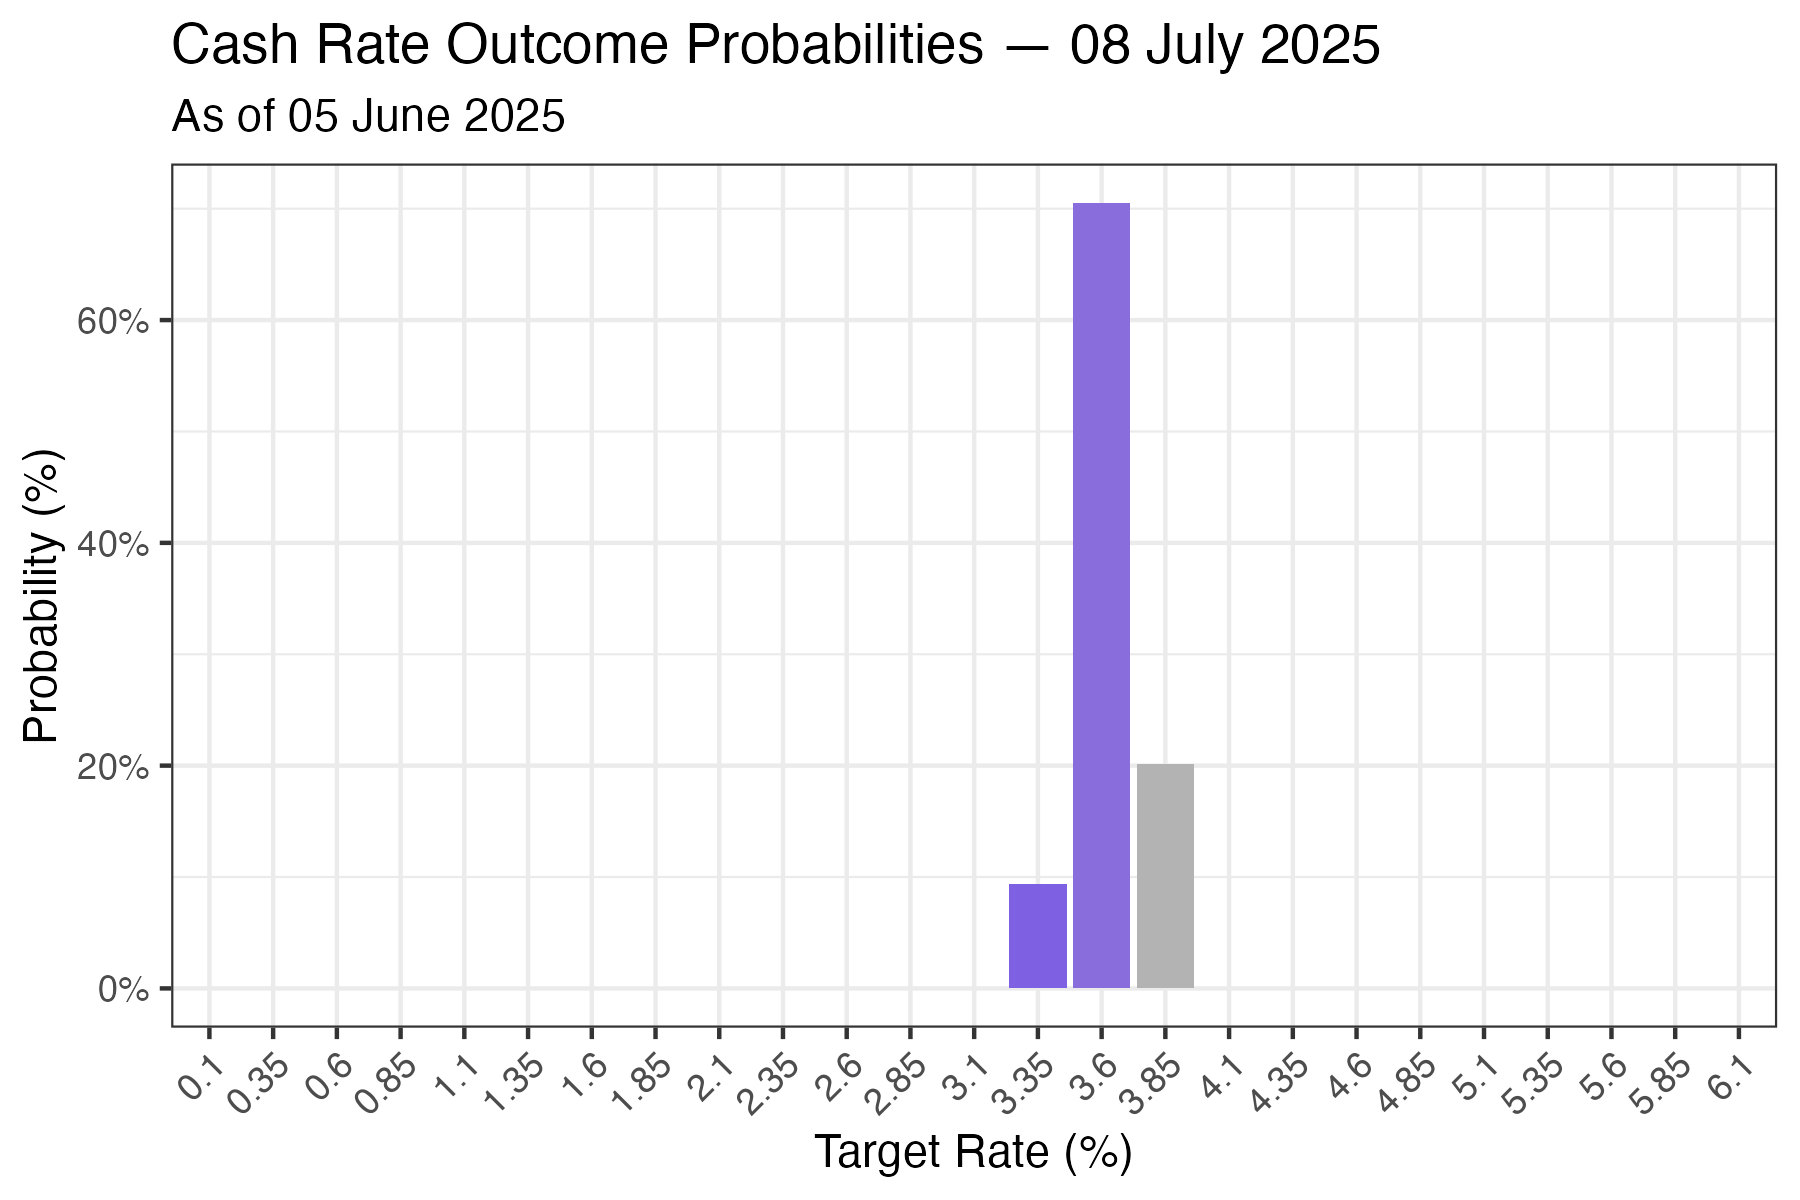 Cash Rate Outcome Probabilities — 08 July 2025
As of 05 June 2025
Probability (%)
60%
40%
20%
0%
0.1 0.35 0.6 0.85 1.1 1.35 1.6 1.85 2.1 2.35 2.6 2.85 3.1 3.35 3.6 3.85 4.1 4.35 4.6 4.85 5.1 5.35 5.6 5.85 6.1
Target Rate (%)